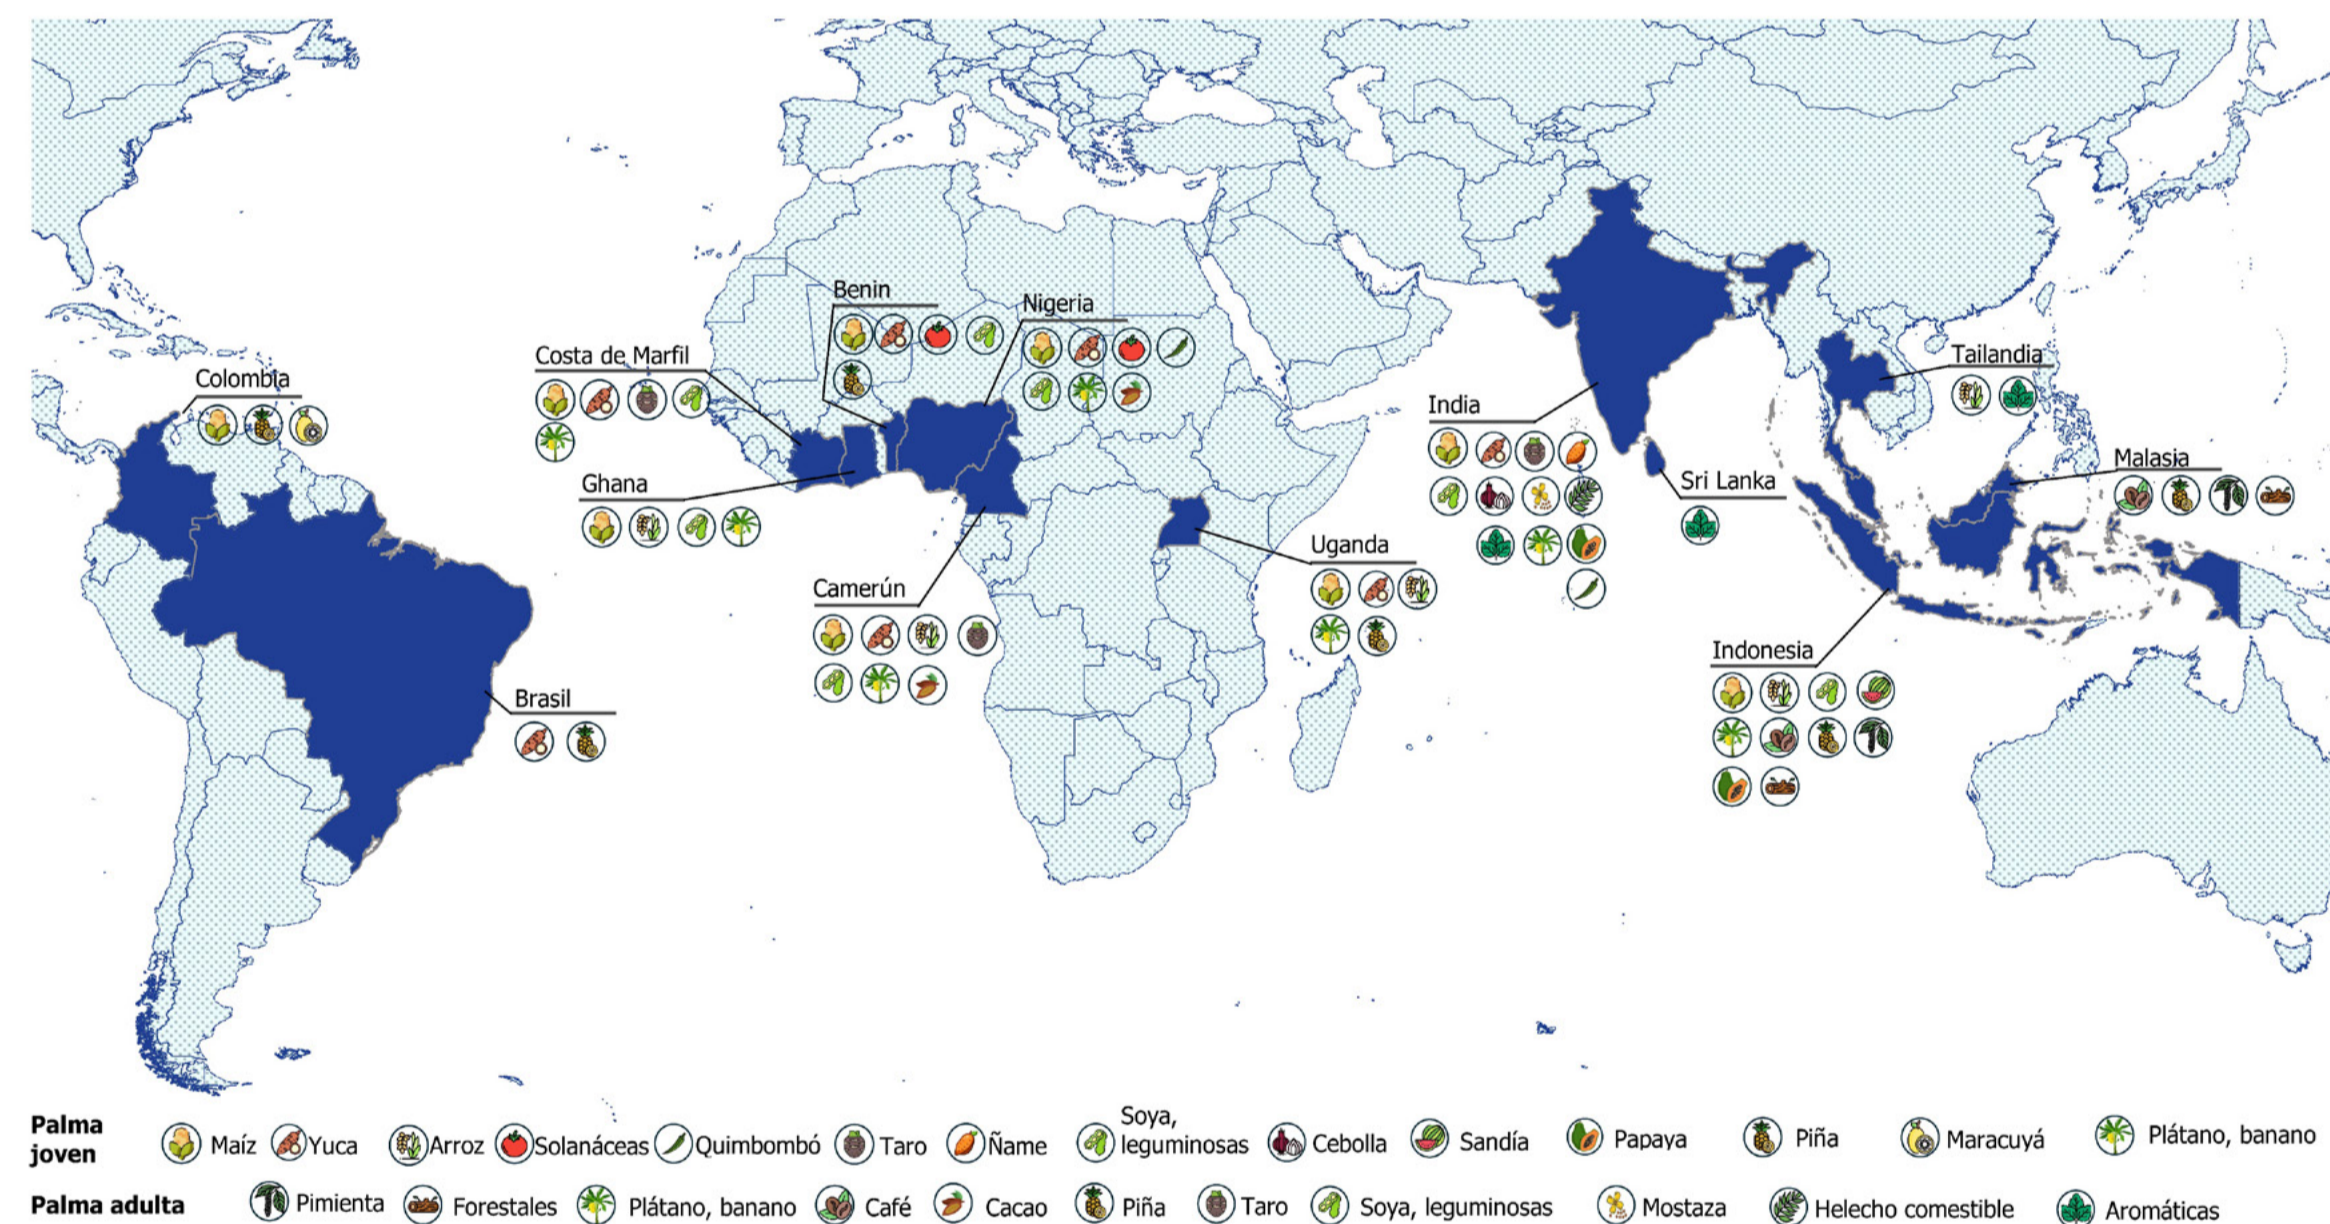 Benin
Nigeria
Costa de Marfil
Tailandia
Colombia
India
Malasia
Ghana
Sri Lanka
Uganda
Camerún
Indonesia
Brasil
Palma
joven
Maíz
Yuca
Arroz
Solanáceas
Quimbombó
Taro
Ñame
Soya,
leguminosas
Cebolla
Sandía
Papaya
Piña
Maracuyá
Plátano, banano
Palma adulta
Pimienta
Forestales
Plátano, banano
Café
Cacao
Piña
Taro
Soya, leguminosas
Mostaza
Helecho comestible
Aromáticas